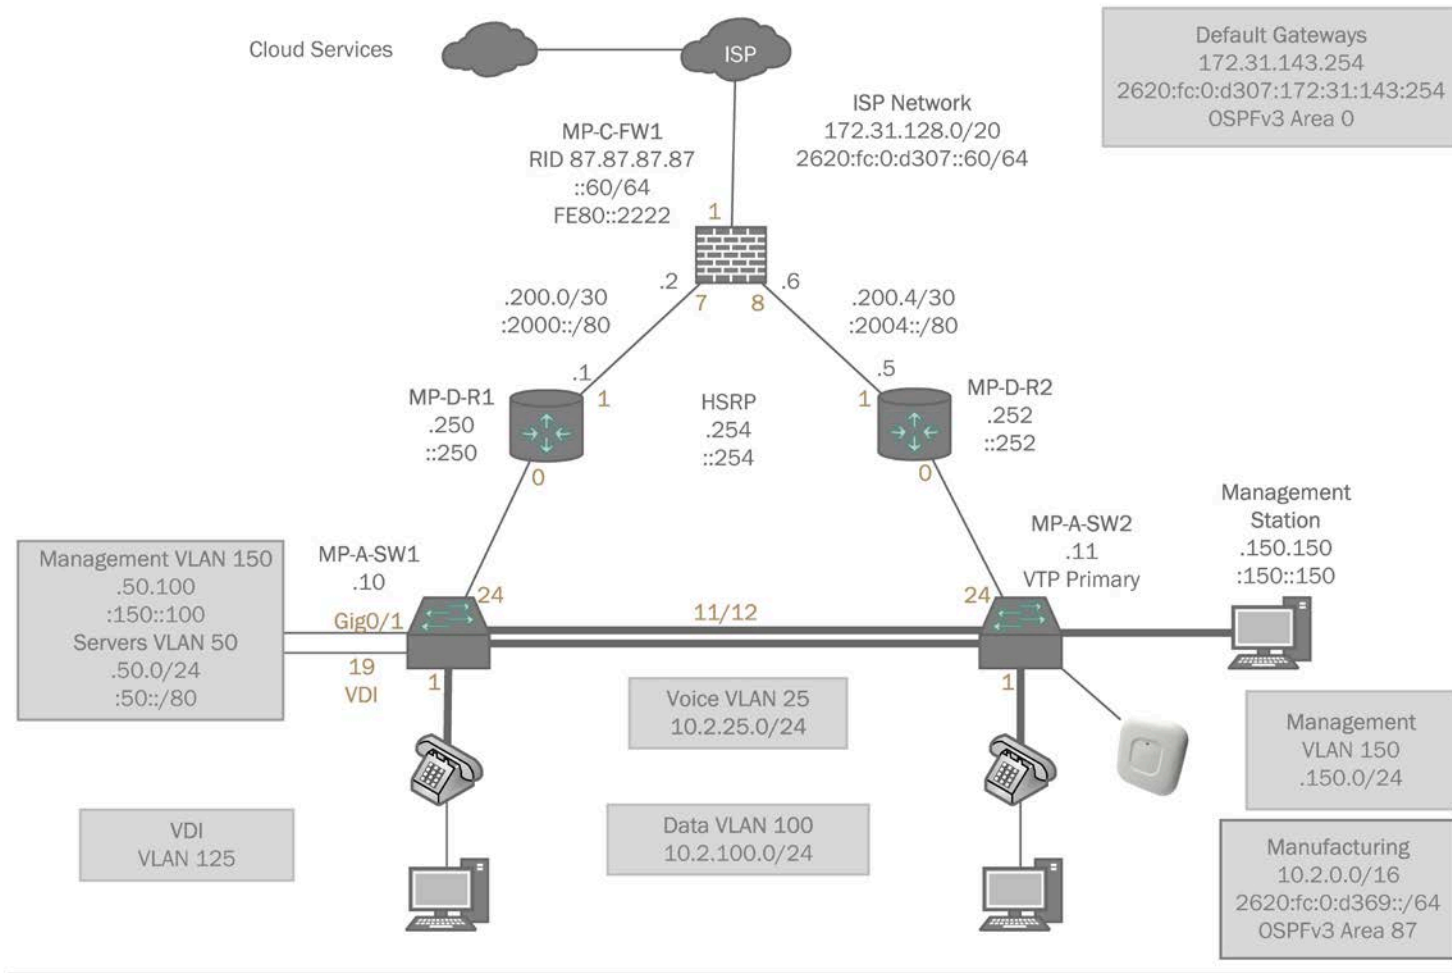 Cloud Services
ISP
Default Gateways
172.31.143.254
2620:fc:0:d307:172:31:143:254
OSPFv3 Area 0
ISP Network
172.31.128.0/20
2620:fc:0:d307::60/64
MP-C-FW1
RID 87.87.87.87
::60/64
FE80::2222
1
.2
.6
7
8
.200.0/30
:2000::/80
.200.4/30
:2004::/80
.1
1
.5
1
MP-D-R1
.250
::250
HSRP
.254
::254
MP-D-R2
.252
::252
0
0
Management
Station
.150.150
:150::150
MP-A-SW1
.10
MP-A-SW2
.11
VTP Primary
Management VLAN 150
.50.100
:150::100
Servers VLAN 50
.50.0/24
:50::/80
24
Gig0/1
11/12
24
19
VDI
1
1
Voice VLAN 25
10.2.25.0/24
Management
VLAN 150
.150.0/24
VDI
VLAN 125
Data VLAN 100
10.2.100.0/24
Manufacturing
10.2.0.0/16
2620:fc:0:d369::/64
OSPFv3 Area 87